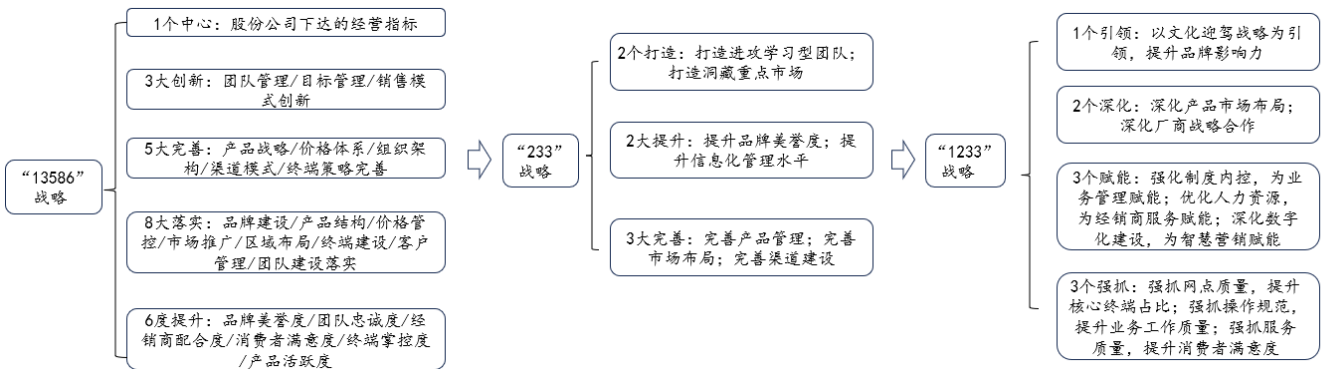 “13586”
战略
1个中心：股份公司下达的经营指标
3大创新：团队管理/目标管理/销售模
式创新
5大完善：产品战略/价格体系/组织架
构/渠道模式/终端策略完善
8大落实：品牌建设/产品结构/价格管
控/市场推广/区域布局/终端建设/客户
管理/团队建设落实
6度提升：品牌美誉度/团队忠诚度/经
销商配合度/消费者满意度/终端掌控度
/产品活跃度
“233”
战略
2个打造：打造进攻学习型团队；
打造洞藏重点市场
2大提升：提升品牌美誉度；提
升信息化管理水平
3大完善：完善产品管理；完善
市场布局；完善渠道建设
“1233”
战略
1个引领：以文化迎驾战略为引
领，提升品牌影响力
2个深化：深化产品市场布局；
深化厂商战略合作
3个赋能：强化制度内控，为业
务管理赋能；优化人力资源，
为经销商服务赋能；深化数字
化建设，为智慧营销赋能
3个强抓：强抓网点质量，提升
核心终端占比；强抓操作规范，
提升业务工作质量；强抓服务
质量，提升消费者满意度